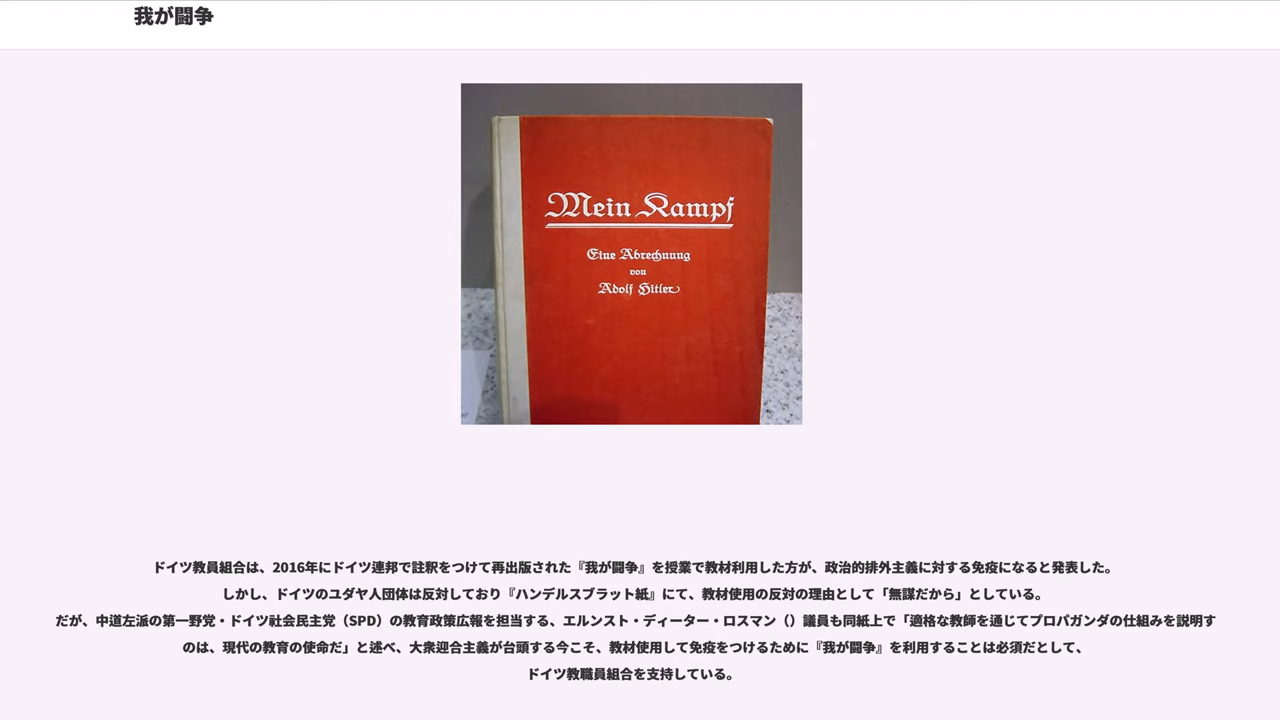 我が闘争
Mein Kampf
Eine Abrechnung
von
Adolf Hitler
ドイツ教員組合は、2016年にドイツ連邦で註釈をつけて再出版された『我が闘争』を授業で教材利用した方が、政治的排外主義に対する免疫になると発表した。
しかし、ドイツのユダヤ人団体は反対しており『ハンデルスブラット紙』にて、教材使用の反対の理由として「無謀だから」としている。
だが、中道左派の第一野党・ドイツ社会民主党（SPD）の教育政策広報を担当する、エルンスト・ディーター・ロスマン（）議員も同紙上で「適格な教師を通じてプロパガンダの仕組みを説明す
のは、現代の教育の使命だ」と述べ、大衆迎合主義が台頭する今こそ、教材使用して免疫をつけるために『我が闘争』を利用することは必須だとして、
ドイツ教職員組合を支持している。